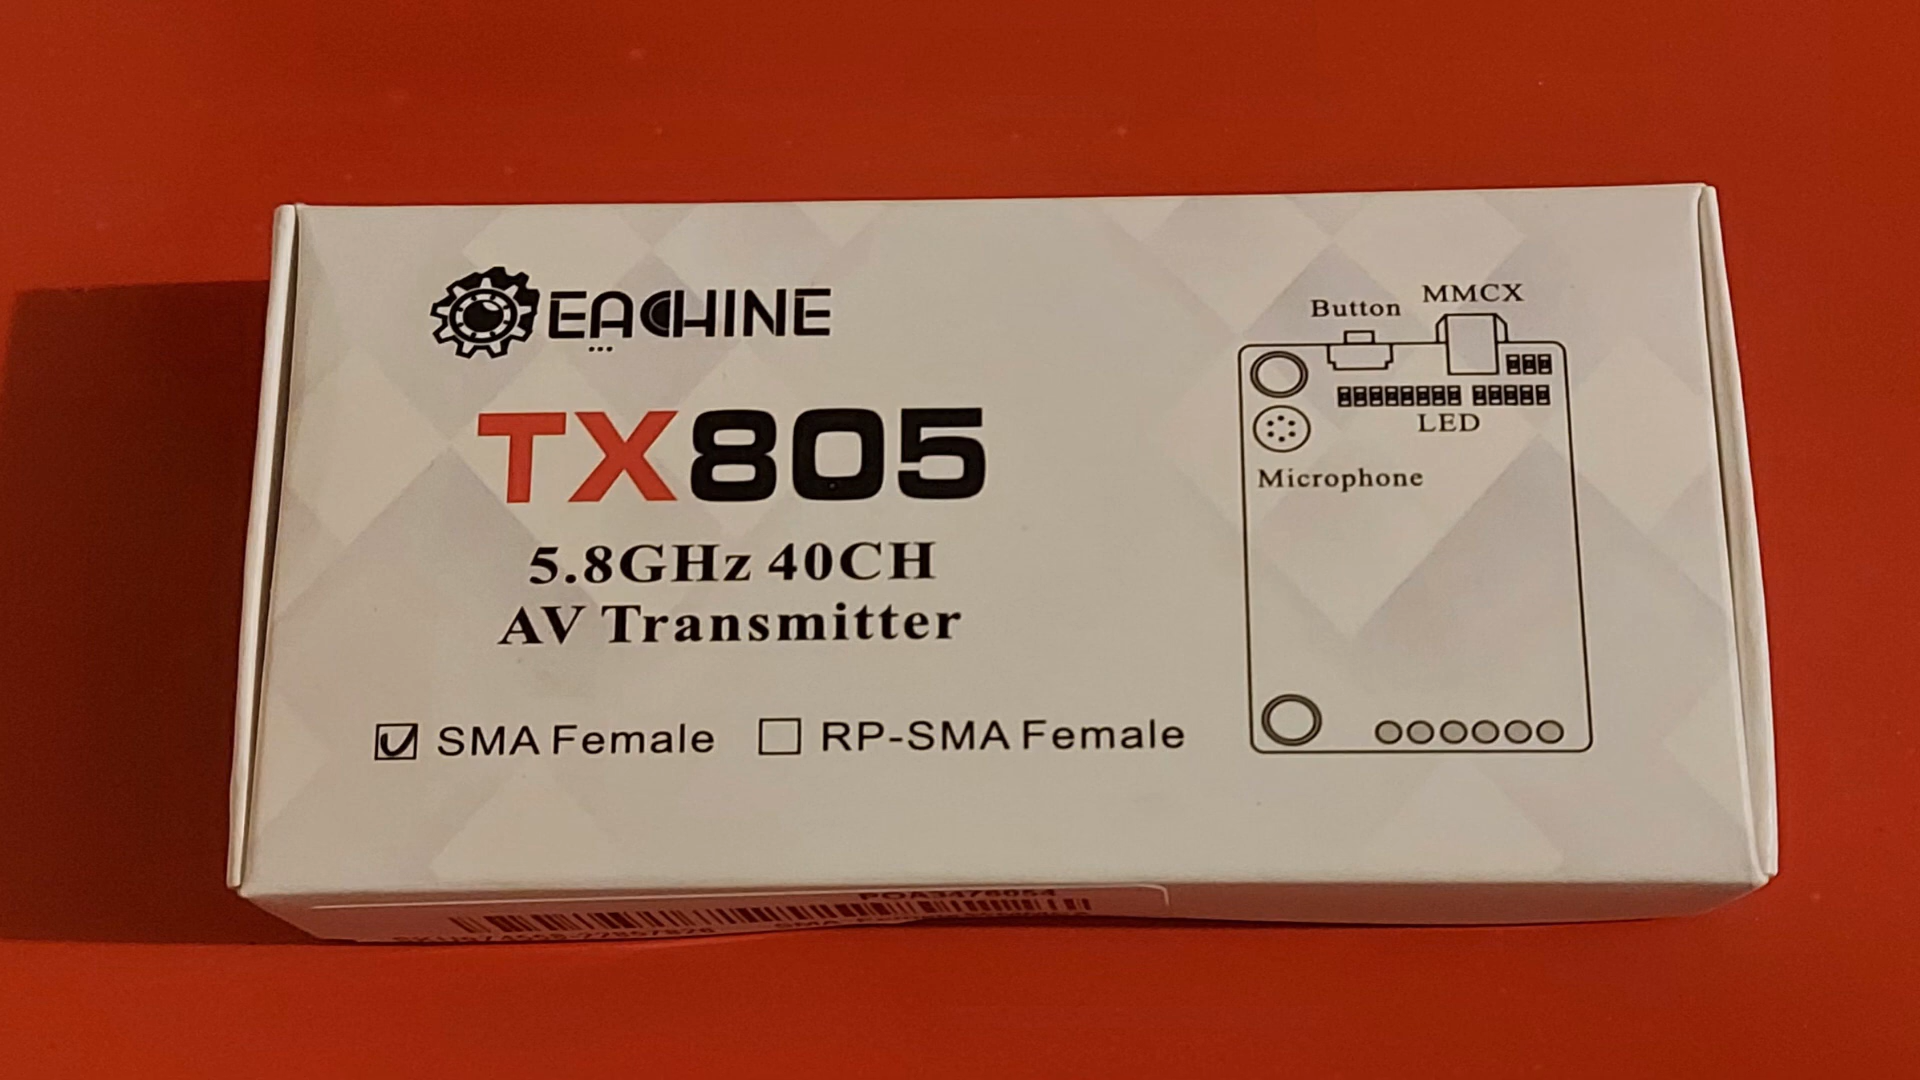 EACHINE
TX805
5.8GHz 40CH
AV Transmitter
SMA Female
RP-SMA Female
Button
MMCX
LED
Microphone